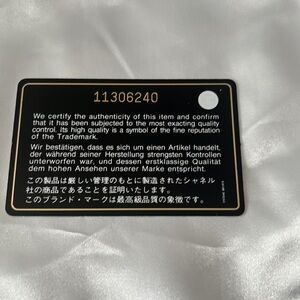 11306240
We certify the authenticity of this item and confirm
that it has been subjected to the most exacting quality
control. Its high quality is a symbol of the fine reputation
of the Trademark.
Wir bestätigen, dass es sich um einen Artikel handelt,
der während seiner Herstellung strengsten Kontrollen
unterworfen war, und dessen erstklassige Qualität
dem hohen Ansehen unserer Marke entspricht.
この製品は厳しい管理のもとに製造されたシャネル
社の商品であることを証明いたします。
このブランド・マークは最高級品質の象徴です。